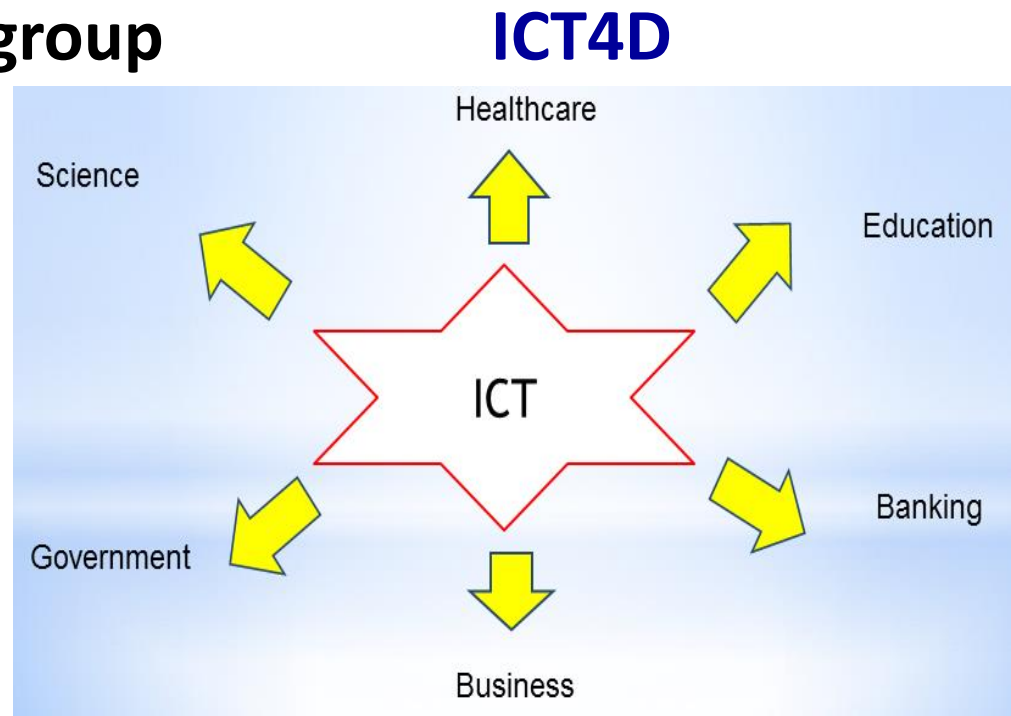 group ICT4D
Healthcare
Science
Education
ICT
Banking
Government
Business